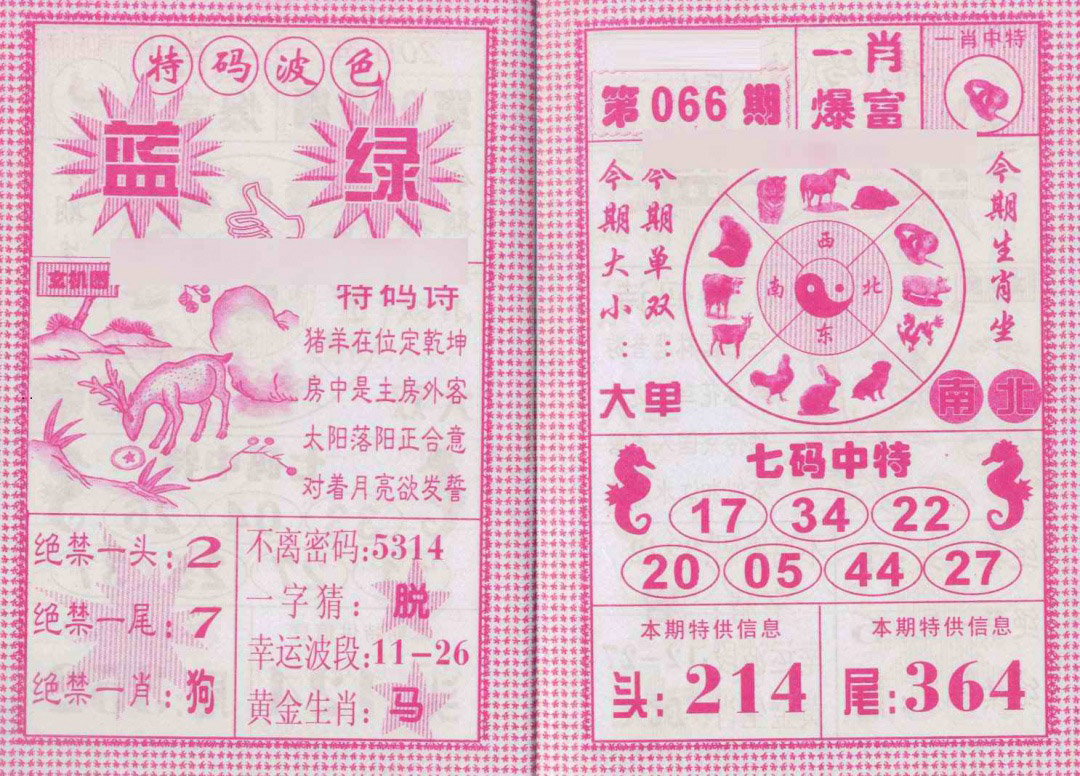 特码波色
蓝 绿
玄机图
特码诗
猪羊在位定乾坤
房中是主房外客
太阳落阳正合意
对着月亮欲发誓
绝禁一头:2
绝禁一尾:7
绝禁一肖:狗
不离密码:5314
一字猜:脱
幸运波段:11-26
黄金生肖:马
第066期
一肖
爆富
一肖中特
今期大小:大
今期单双:单
西
南 北
东
今期生肖坐
南北
七码中特
17 34 22
20 05 44 27
本期特供信息
头:214
本期特供信息
尾:364